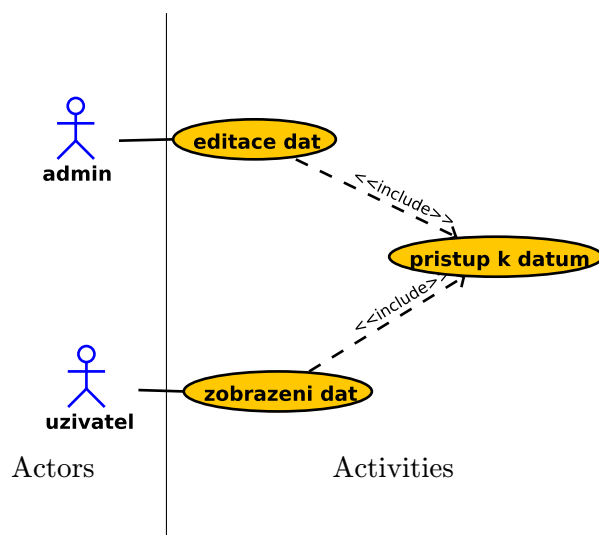 editace dat
admin
<<include>>
pristup k datum
<<include>>
zobrazeni dat
uzivatel
Actors
Activities